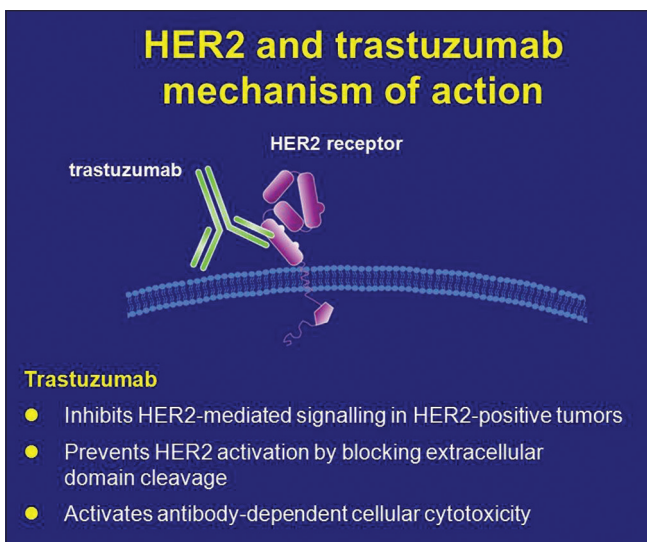 HER2 and trastuzumab
mechanism of action
HER2 receptor
trastuzumab
Trastuzumab
Inhibits HER2-mediated signalling in HER2-positive tumors
Prevents HER2 activation by blocking extracellular
domain cleavage
Activates antibody-dependent cellular cytotoxicity